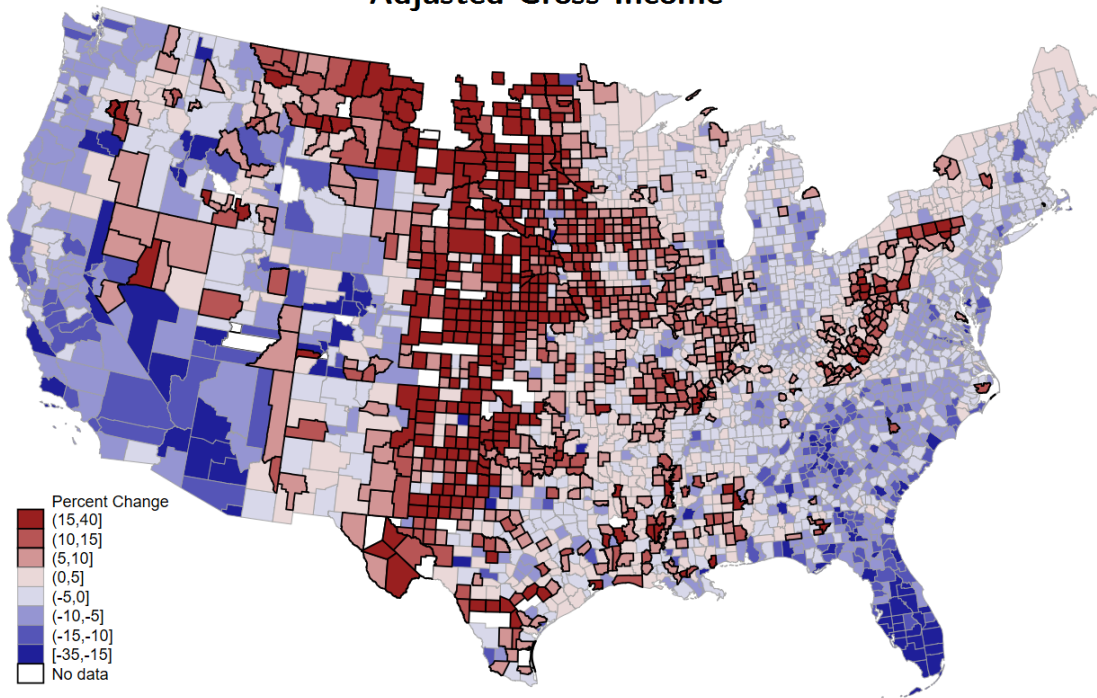 Adjusted Gross Income
Percent Change
(15,40]
(10,15]
(5,10]
(0,5]
(-5,0]
(-10,-5]
(-15,-10]
[-35,-15]
No data